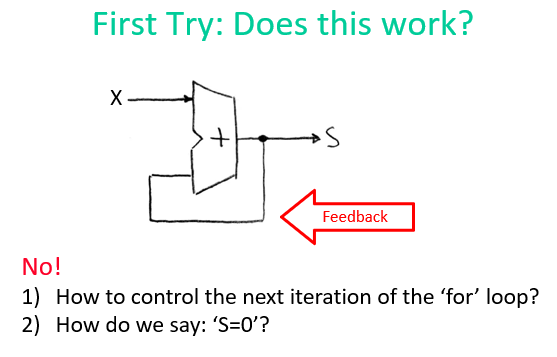 First Try: Does this work?
X
+
S
Feedback
No!
1) How to control the next iteration of the ‘for’ loop?
2) How do we say: ‘S=0’?